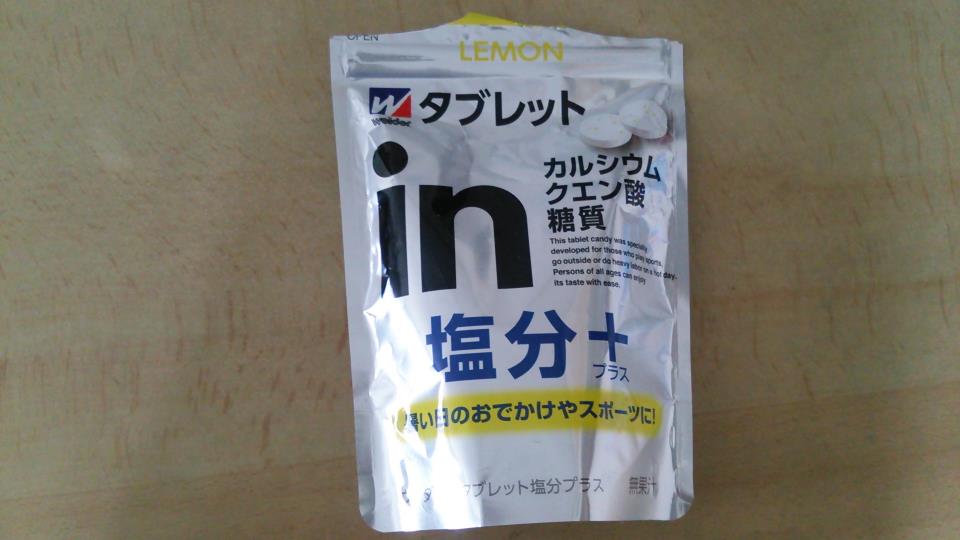 OPEN
LEMON
W
Weider
タブレット
in
カルシウム
クエン酸
糖質
This tablet candy was specially
developed for those who play sports,
go outside or do heavy labor on a hot day.
Persons of all ages can enjoy
its taste with ease.
塩分+
プラス
暑い日のおでかけやスポーツに!
タブレット塩分プラス 無果汁